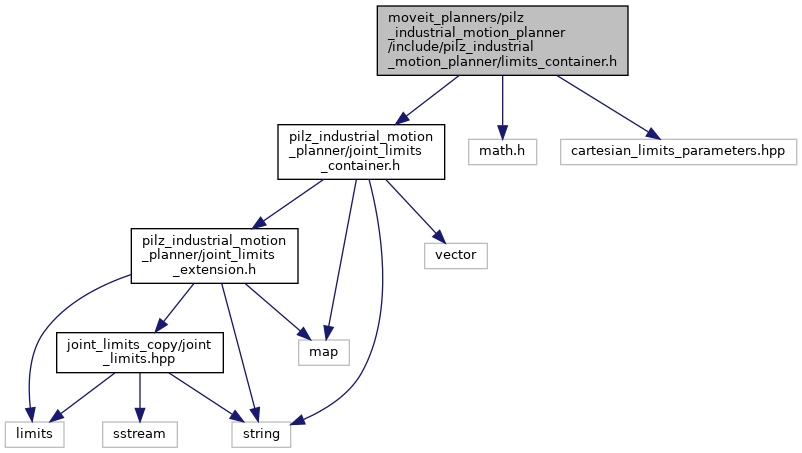 moveit_planners/pilz
_industrial_motion_planner
/include/pilz_industrial
_motion_planner/limits_container.h
pilz_industrial_motion
_planner/joint_limits
_container.h
math.h
cartesian_limits_parameters.hpp
pilz_industrial_motion
_planner/joint_limits
_extension.h
vector
joint_limits_copy/joint
_limits.hpp
map
limits
sstream
string